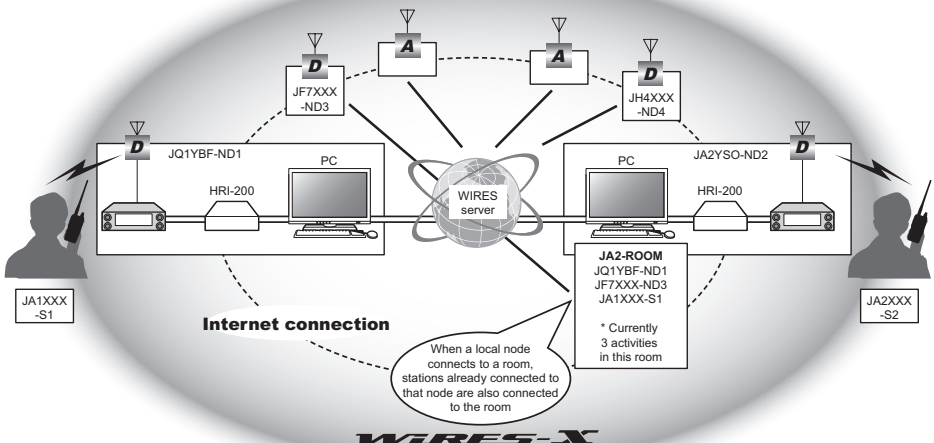 A
A
D
D
JF7XXX
-ND3
JH4XXX
-ND4
D
JQ1YBF-ND1
JA2YSO-ND2
D
PC
HRI-200
WIRES
server
PC
HRI-200
JA2-ROOM
JQ1YBF-ND1
JF7XXX-ND3
JA1XXX-S1
* Currently
3 activities
in this room
JA1XXX
-S1
JA2XXX
-S2
Internet connection
When a local node
connects to a room,
stations already connected to
that node are also connected
to the room
WIRES-X